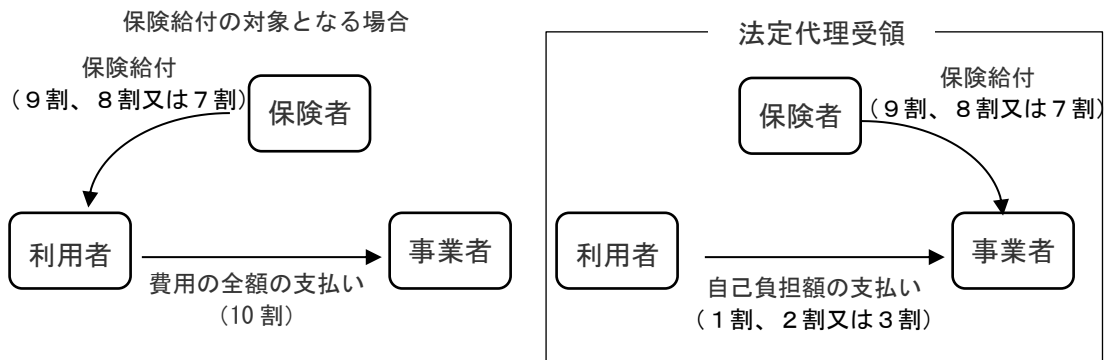 保険給付の対象となる場合
保険給付
（９割、８割又は７割）
保険者
利用者
事業者
費用の全額の支払い
（10 割）
法定代理受領
保険給付
（９割、８割又は７割）
保険者
利用者
事業者
自己負担額の支払い
（１割、２割又は３割）